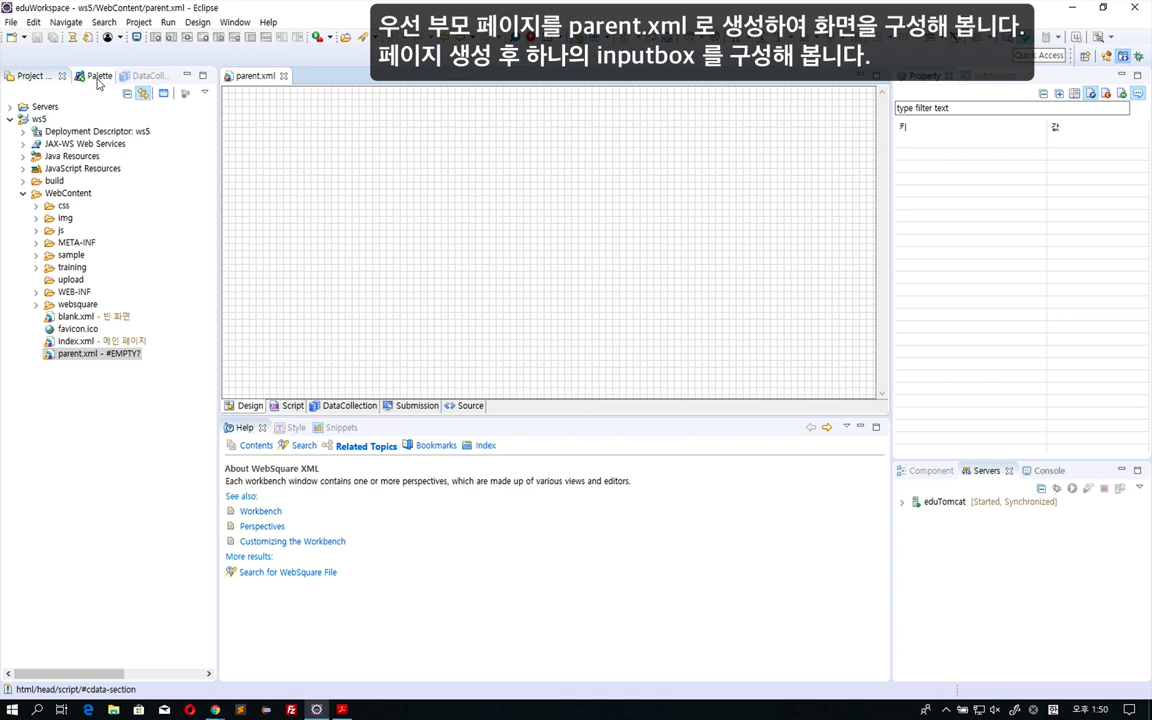 eduWorkspace - ws5/WebContent/parent.xml - Eclipse
File Edit Navigate Search Project Run Design Window Help
우선 부모 페이지를 parent.xml 로 생성하여 화면을 구성해 봅니다.
페이지 생성 후 하나의 inputbox 를 구성해 봅니다.
Quick Access
Project ... Palette DataColl...
parent.xml
Property Submission
type filter text
키 값
Servers
ws5
Deployment Descriptor: ws5
JAX-WS Web Services
Java Resources
JavaScript Resources
build
WebContent
css
img
js
META-INF
sample
training
upload
WEB-INF
websquare
blank.xml - 빈 화면
favicon.ico
index.xml - 메인 페이지
parent.xml - #EMPTY?
Design Script DataCollection Submission Source
Help Style Snippets
Contents Search Related Topics Bookmarks Index
About WebSquare XML
Each workbench window contains one or more perspectives, which are made up of various views and editors.
See also:
Workbench
Perspectives
Customizing the Workbench
More results:
Search for WebSquare File
Component Servers Console
eduTomcat [Started, Synchronized]
html/head/script/#cdata-section
오후 1:50